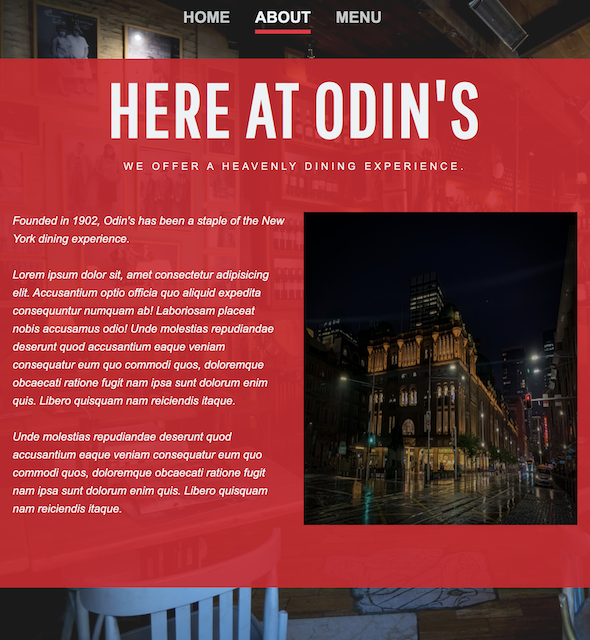 HOME ABOUT MENU
HERE AT ODIN'S
WE OFFER A HEAVENLY DINING EXPERIENCE.
Founded in 1902, Odin's has been a staple of the New
York dining experience.
Lorem ipsum dolor sit, amet consectetur adipisicing
elit. Accusantium optio officia quo aliquid expedita
consequuntur numquam ab! Laboriosam placeat
nobis accusamus odio! Unde molestias repudiandae
deserunt quod accusantium eaque veniam
consequatur eum quo commodi quos, doloremque
obcaecati ratione fugit nam ipsa sunt dolorum enim
quis. Libero quisquam nam reiciendis itaque.
Unde molestias repudiandae deserunt quod
accusantium eaque veniam consequatur eum quo
commodi quos, doloremque obcaecati ratione fugit
nam ipsa sunt dolorum enim quis. Libero quisquam
nam reiciendis itaque.